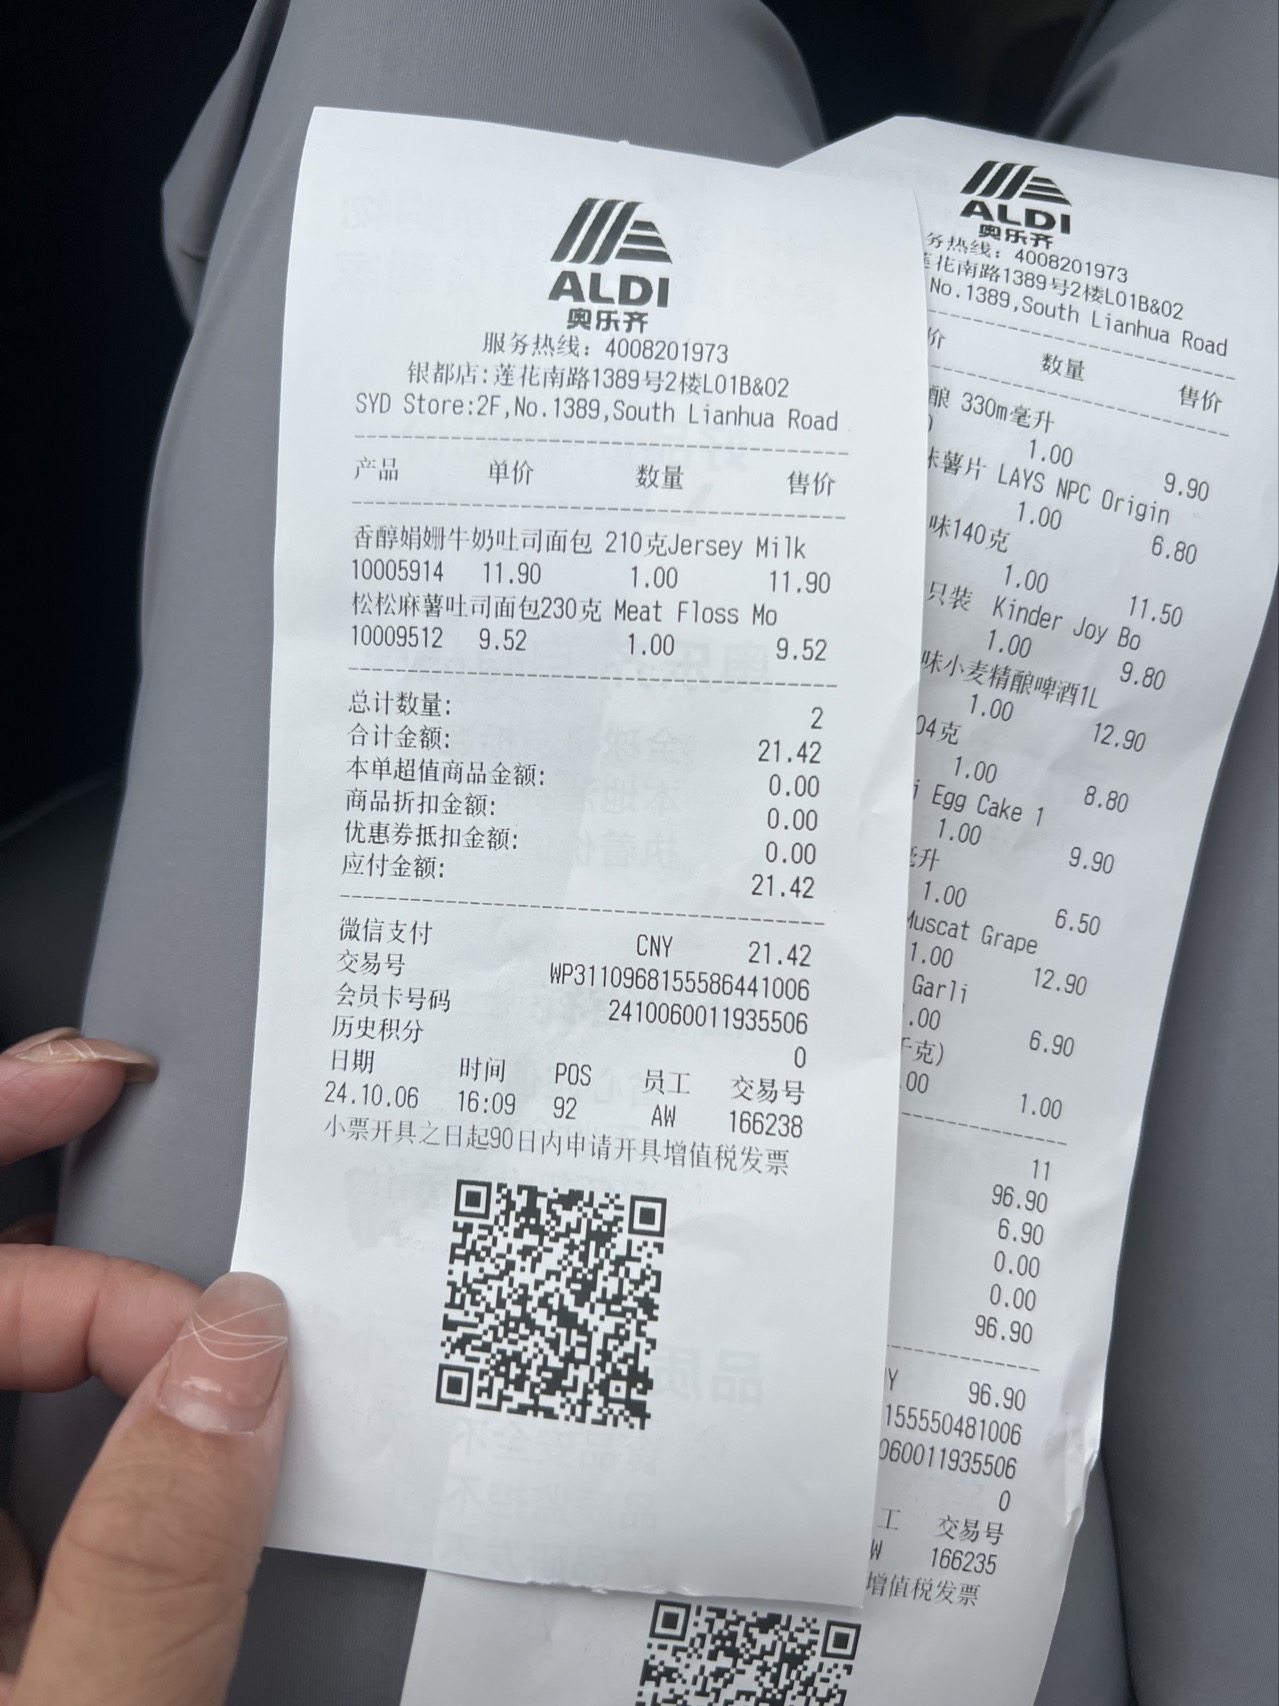 ALDI
奥乐齐
服务热线: 4008201973
银都店:莲花南路1389号2楼L01B&02
SYD Store:2F,No.1389,South Lianhua Road
产品 单价 数量 售价
香醇娟姗牛奶吐司面包 210克Jersey Milk
10005914 11.90 1.00 11.90
松松麻薯吐司面包230克 Meat Floss Mo
10009512 9.52 1.00 9.52
总计数量: 2
合计金额: 21.42
本单超值商品金额: 0.00
商品折扣金额: 0.00
优惠券抵扣金额: 0.00
应付金额: 21.42
微信支付 CNY 21.42
交易号 WP3110968155586441006
会员卡号码 2410060011935506
历史积分 0
日期 时间 POS 员工 交易号
24.10.06 16:09 92 AW 166238
小票开具之日起90日内申请开具增值税发票
ALDI
奥乐齐
务热线: 4008201973
花南路1389号2楼L01B&02
No.1389,South Lianhua Road
价 数量 售价
酿 330m毫升
1.00 9.90
味薯片 LAYS NPC Origin
1.00 6.80
味140克
1.00 11.50
只装 Kinder Joy Bo
1.00 9.80
味小麦精酿啤酒1L
1.00 12.90
04克
1.00 8.80
i Egg Cake 1
1.00 9.90
毫升
1.00 6.50
Muscat Grape
1.00 12.90
Garli
.00 6.90
千克)
.00 1.00
11
96.90
6.90
0.00
0.00
96.90
Y 96.90
155550481006
060011935506
0
工 交易号
W 166235
增值税发票